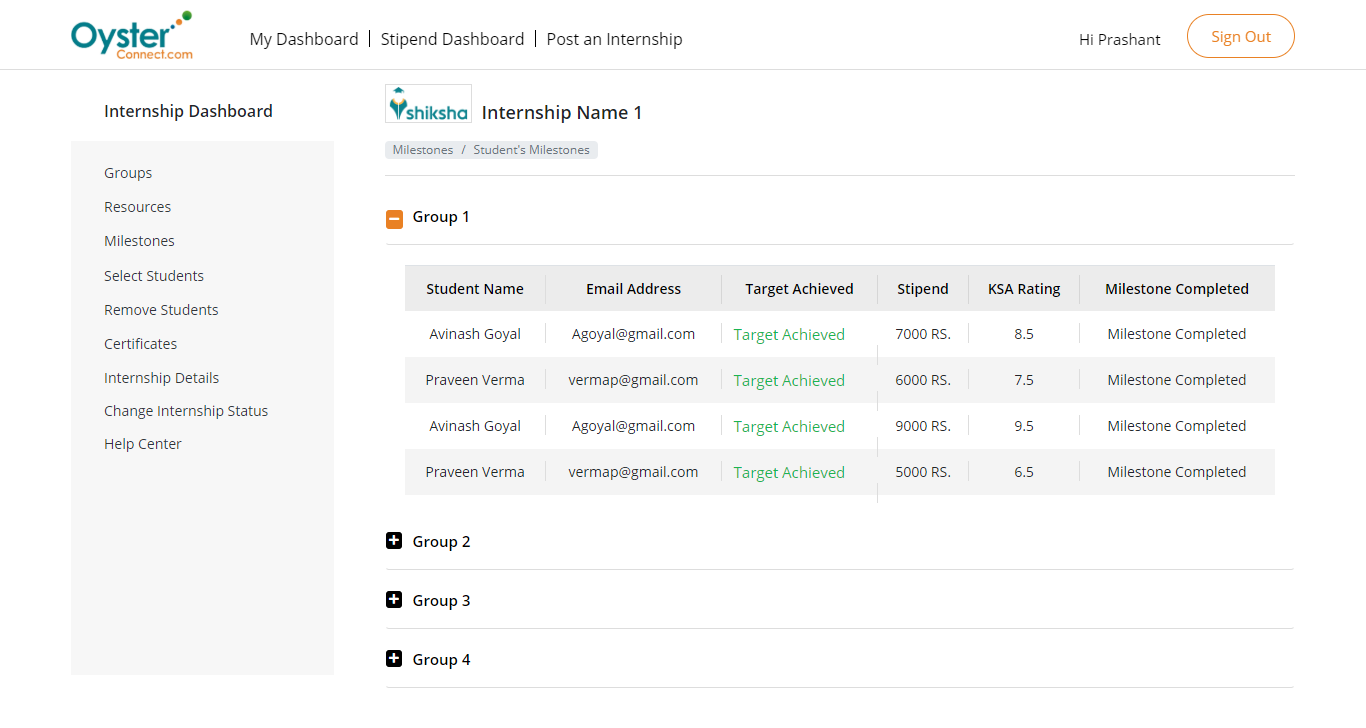 Oyster
Connect.com
My Dashboard | Stipend Dashboard | Post an Internship
Hi Prashant
Sign Out
Internship Dashboard
Groups
Resources
Milestones
Select Students
Remove Students
Certificates
Internship Details
Change Internship Status
Help Center
shiksha
Internship Name 1
Milestones / Student's Milestones
Group 1
Student Name Email Address Target Achieved Stipend KSA Rating Milestone Completed
Avinash Goyal Agoyal@gmail.com Target Achieved 7000 RS. 8.5 Milestone Completed
Praveen Verma vermap@gmail.com Target Achieved 6000 RS. 7.5 Milestone Completed
Avinash Goyal Agoyal@gmail.com Target Achieved 9000 RS. 9.5 Milestone Completed
Praveen Verma vermap@gmail.com Target Achieved 5000 RS. 6.5 Milestone Completed
Group 2
Group 3
Group 4